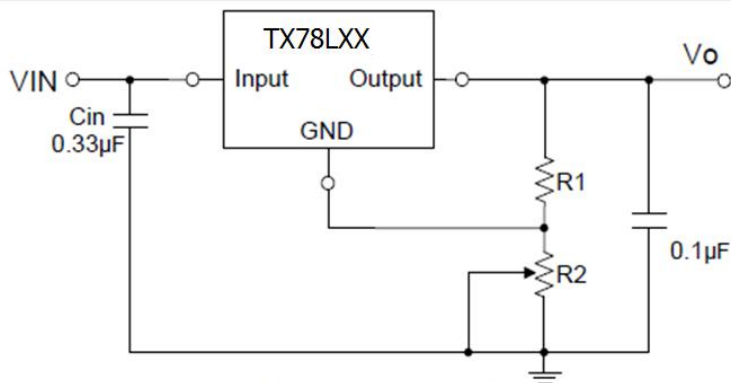 TX78LXX
VIN
Input
Output
Vo
Cin
0.33µF
GND
R1
R2
0.1µF